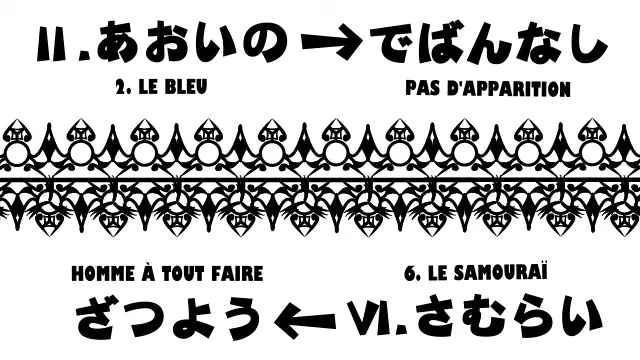 II.あおいの→でばんなし
2. LE BLEU PAS D'APPARITION
HOMME À TOUT FAIRE 6. LE SAMOURAÏ
ざつよう←VI.さむらい